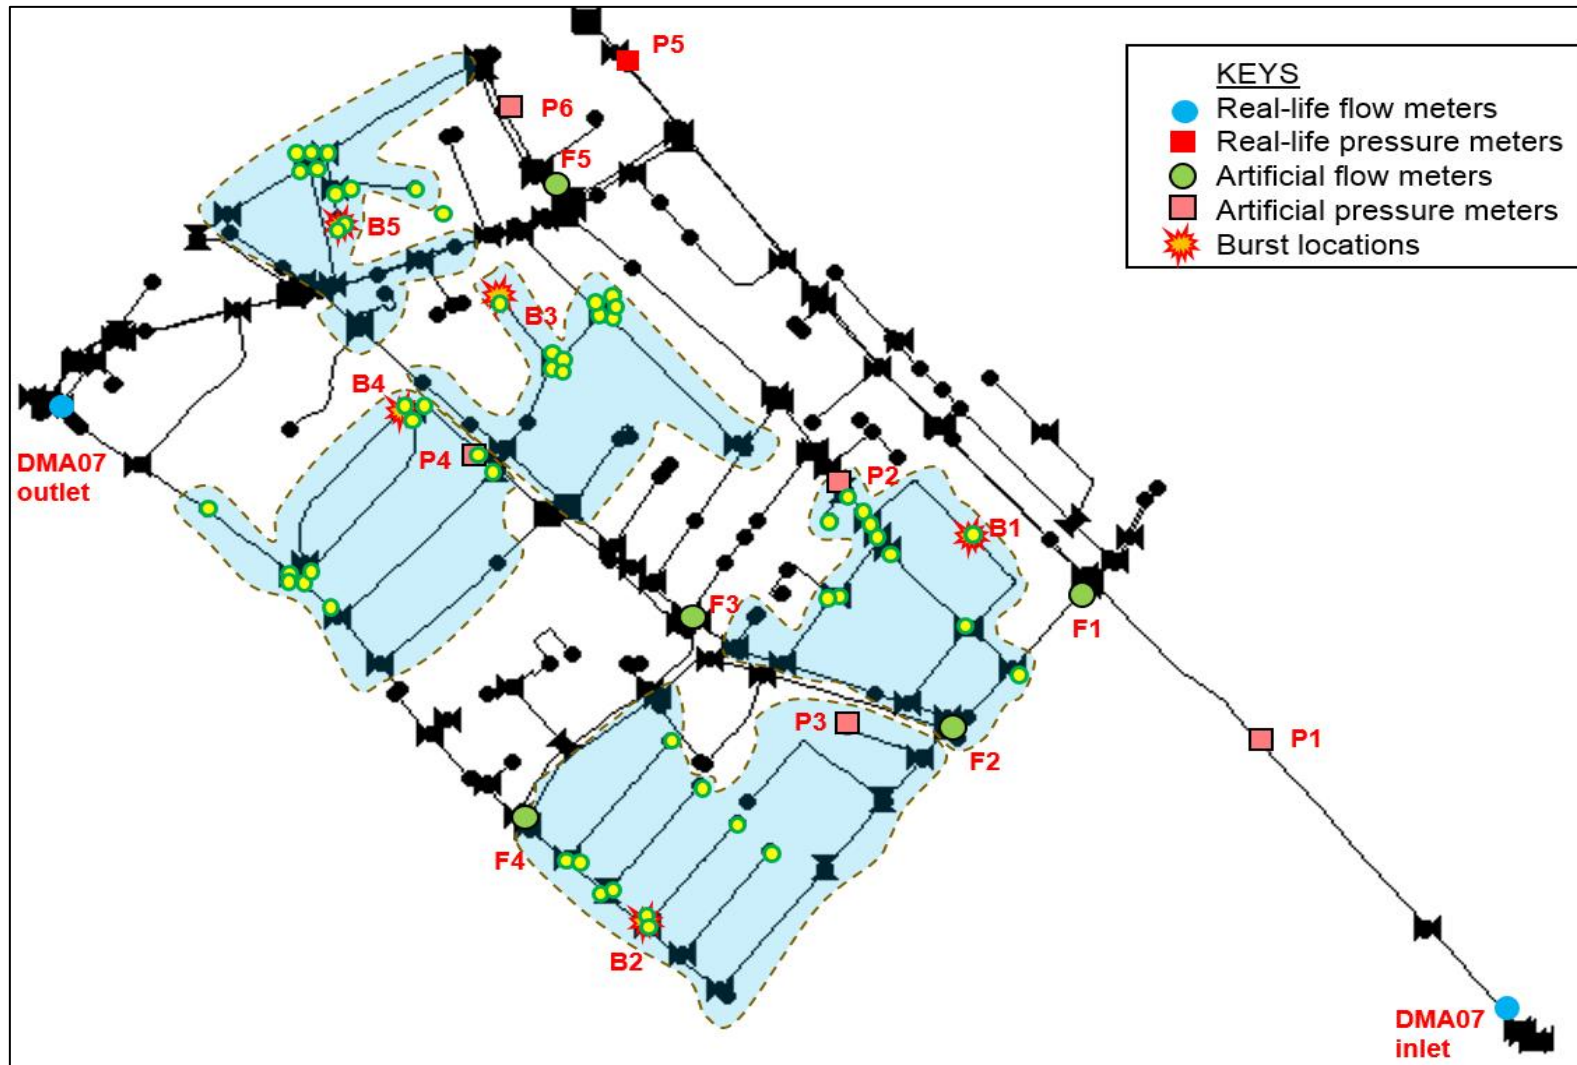 P5
KEYS
Real-life flow meters
Real-life pressure meters
Artificial flow meters
Artificial pressure meters
Burst locations
P6
F5
B5
B3
B4
P4
DMA07
outlet
P2
B1
F3
F1
P3
F2
P1
F4
B2
DMA07
inlet